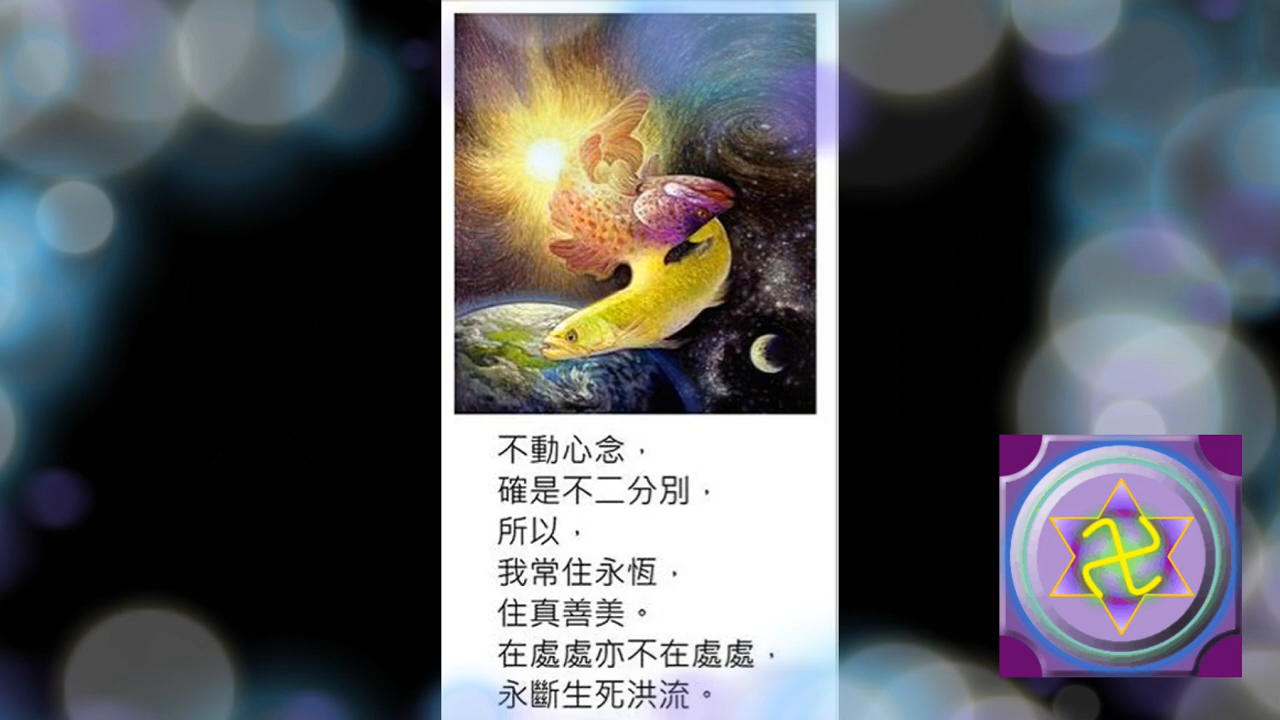 不動心念，
確是不二分別，
所以，
我常住永恆，
住真善美。
在處處亦不在處處，
永斷生死洪流。